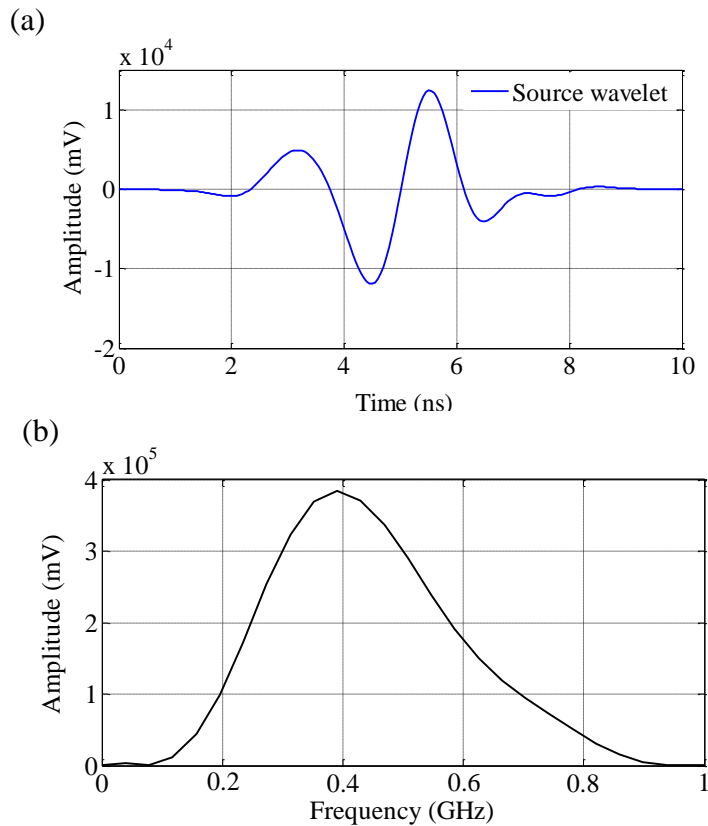 (a)
x 10^4
Source wavelet
1
0
-1
-2
Amplitude (mV)
0 2 4 6 8 10
Time (ns)
(b)
x 10^5
4
3
2
1
0
Amplitude (mV)
0 0.2 0.4 0.6 0.8 1
Frequency (GHz)